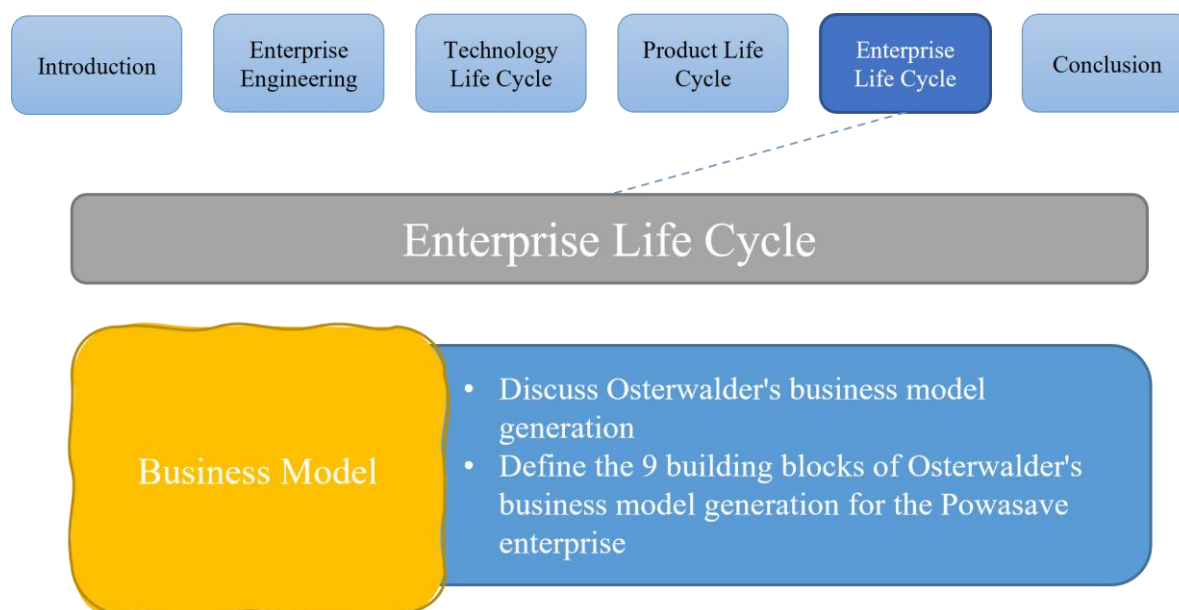 Introduction
Enterprise
Engineering
Technology
Life Cycle
Product Life
Cycle
Enterprise
Life Cycle
Conclusion
Enterprise Life Cycle
Business Model
• Discuss Osterwalder's business model
generation
• Define the 9 building blocks of Osterwalder's
business model generation for the Powasave
enterprise